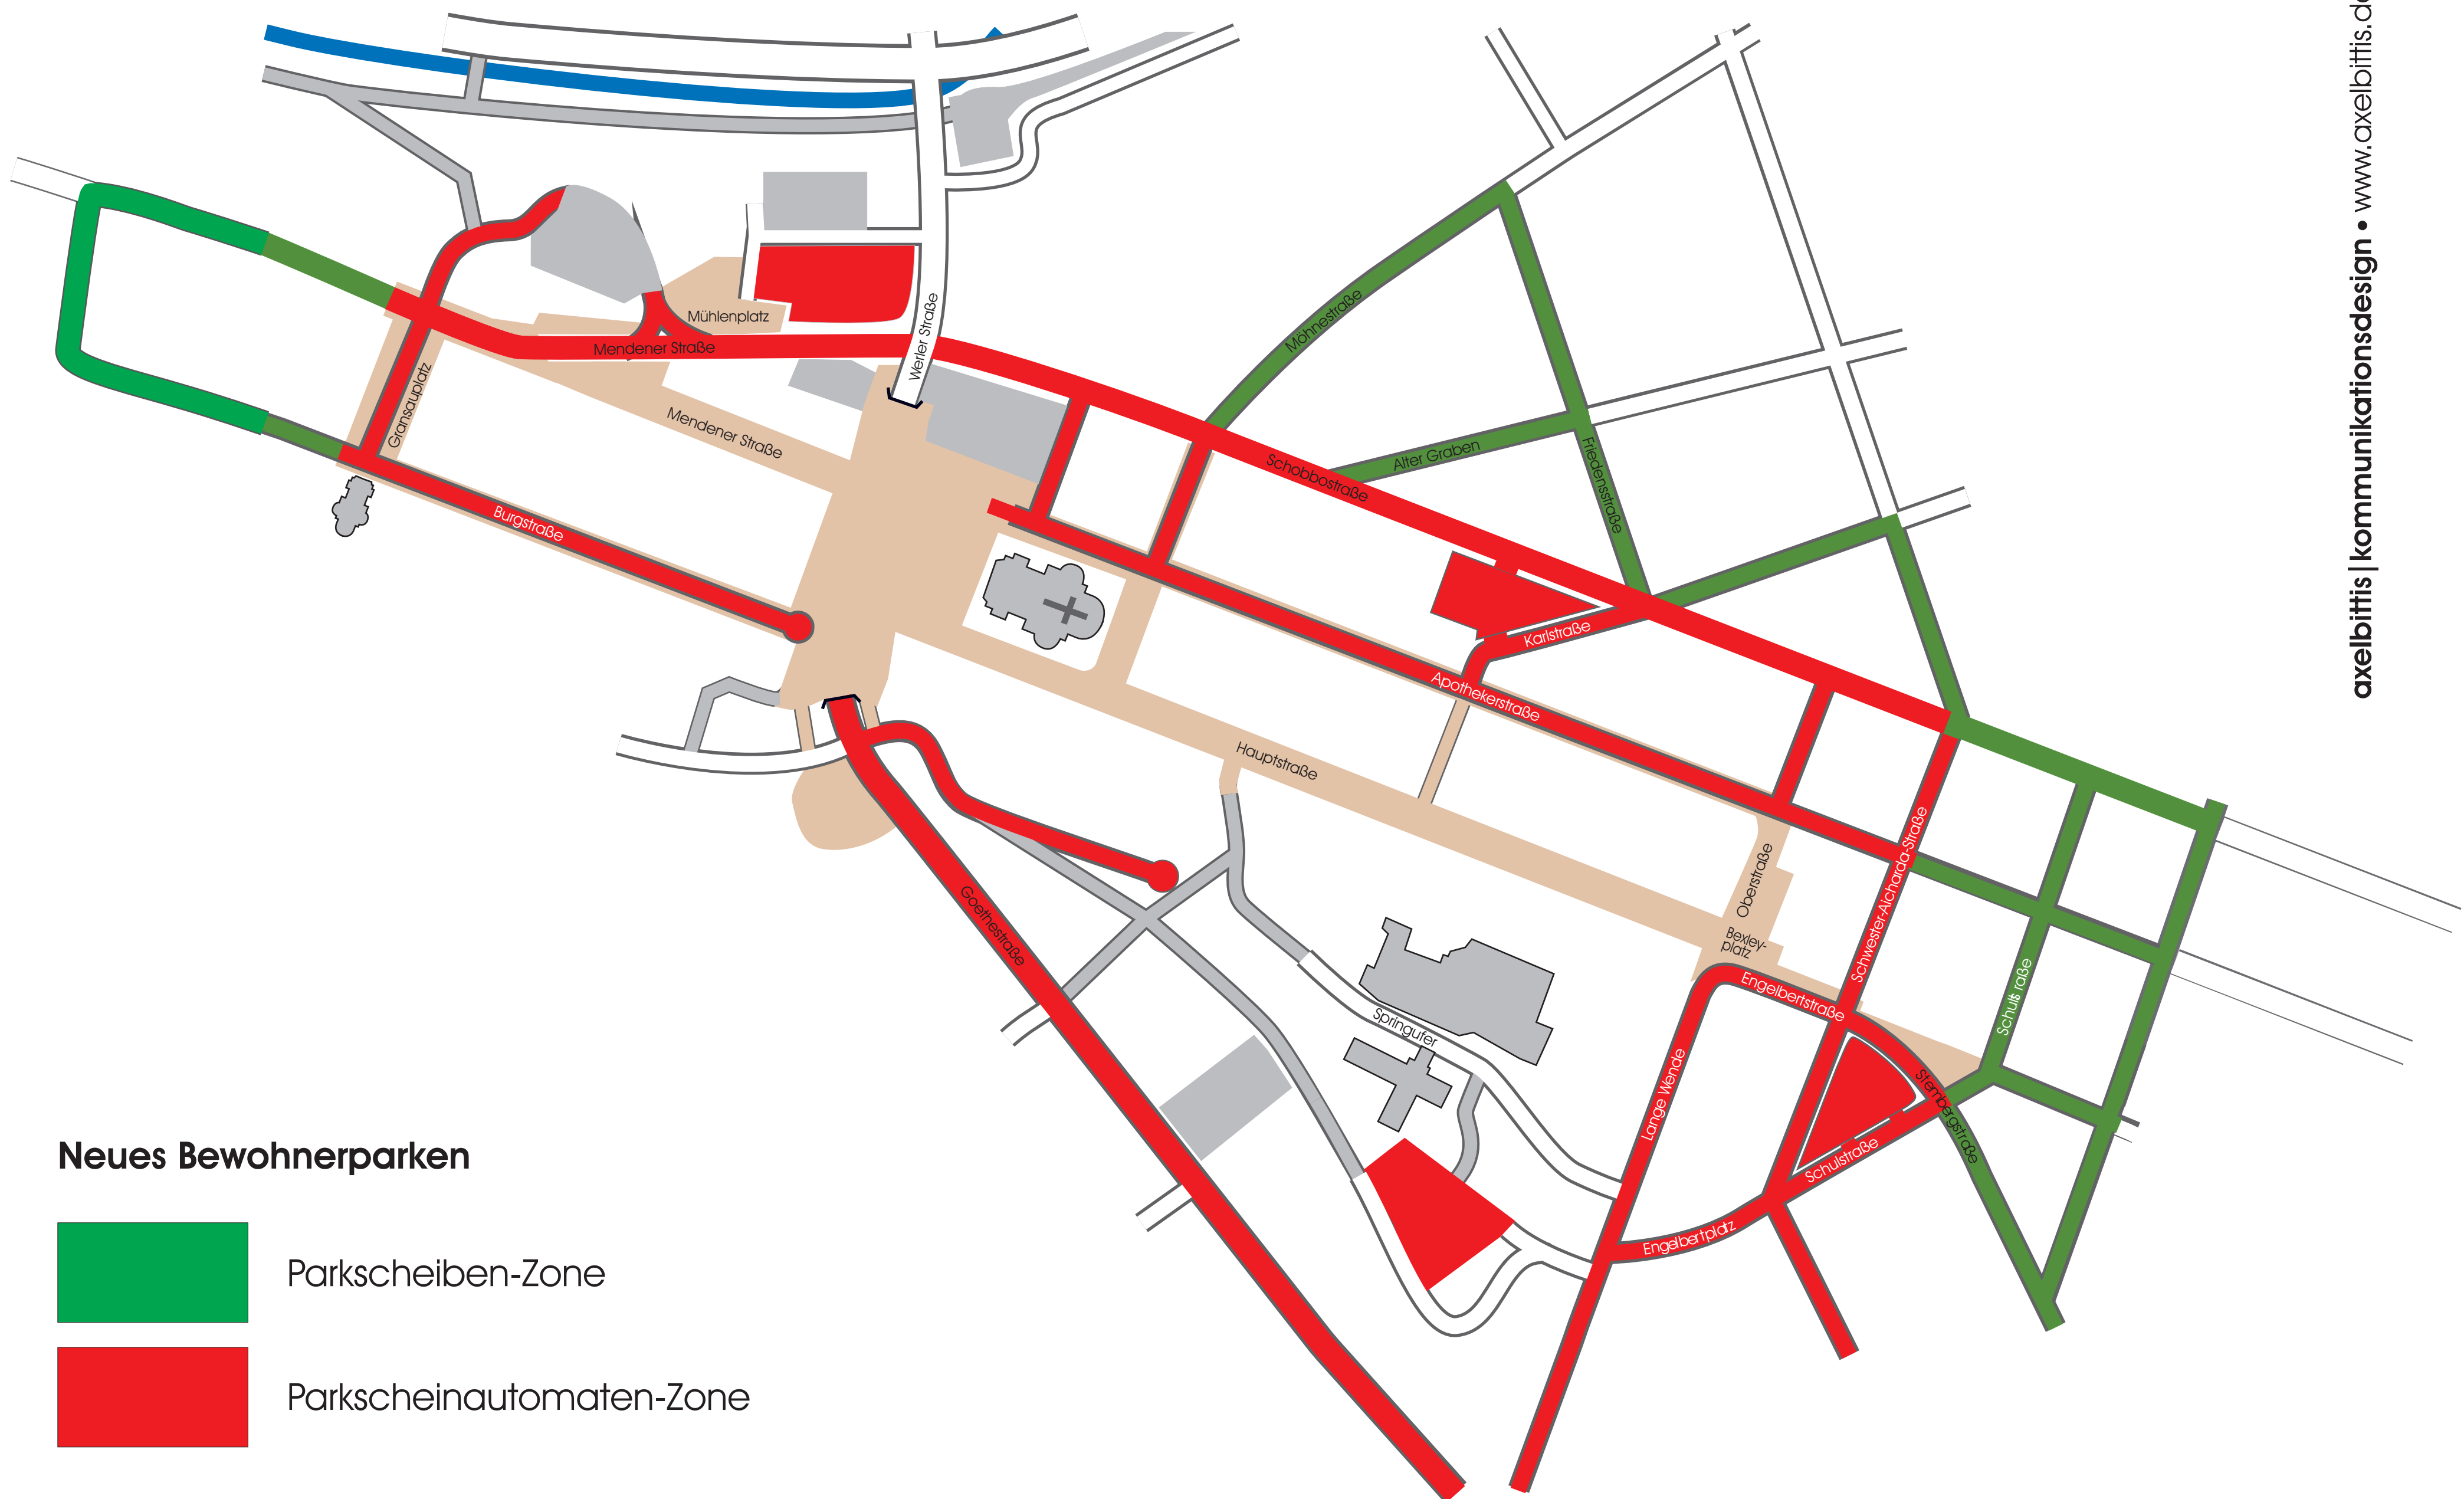 axelbittis | kommunikationsdesign • www.axelbittis.de
Möhnestraße
Werler Straße
Mühlenplatz
Mendener Straße
Gransauplatz
Mendener Straße
Alter Graben
Friedensstraße
Schobbostraße
Burgstraße
Karlstraße
Apothekerstraße
Hauptstraße
Oberstraße
Schwester-Aicharda-Straße
Goethestraße
Bexley-
platz
Engelbertstraße
Schulstraße
Springufer
Lange Wende
Sternbergstraße
Schulstraße
Engelbertplatz
Neues Bewohnerparken
Parkscheiben-Zone
Parkscheinautomaten-Zone